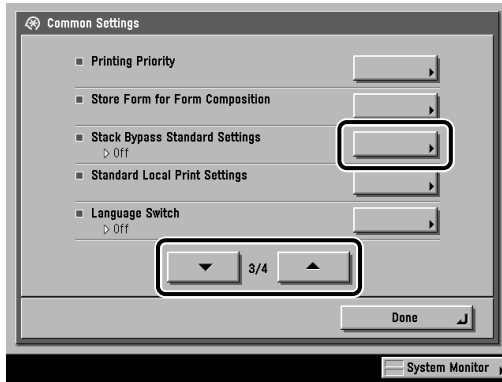 Common Settings
Printing Priority
Store Form for Form Composition
Stack Bypass Standard Settings
Off
Standard Local Print Settings
Language Switch
Off
3/4
Done
System Monitor